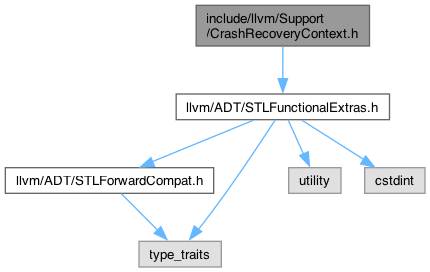 include/llvm/Support
/CrashRecoveryContext.h
llvm/ADT/STLFunctionalExtras.h
llvm/ADT/STLForwardCompat.h
utility
cstdint
type_traits